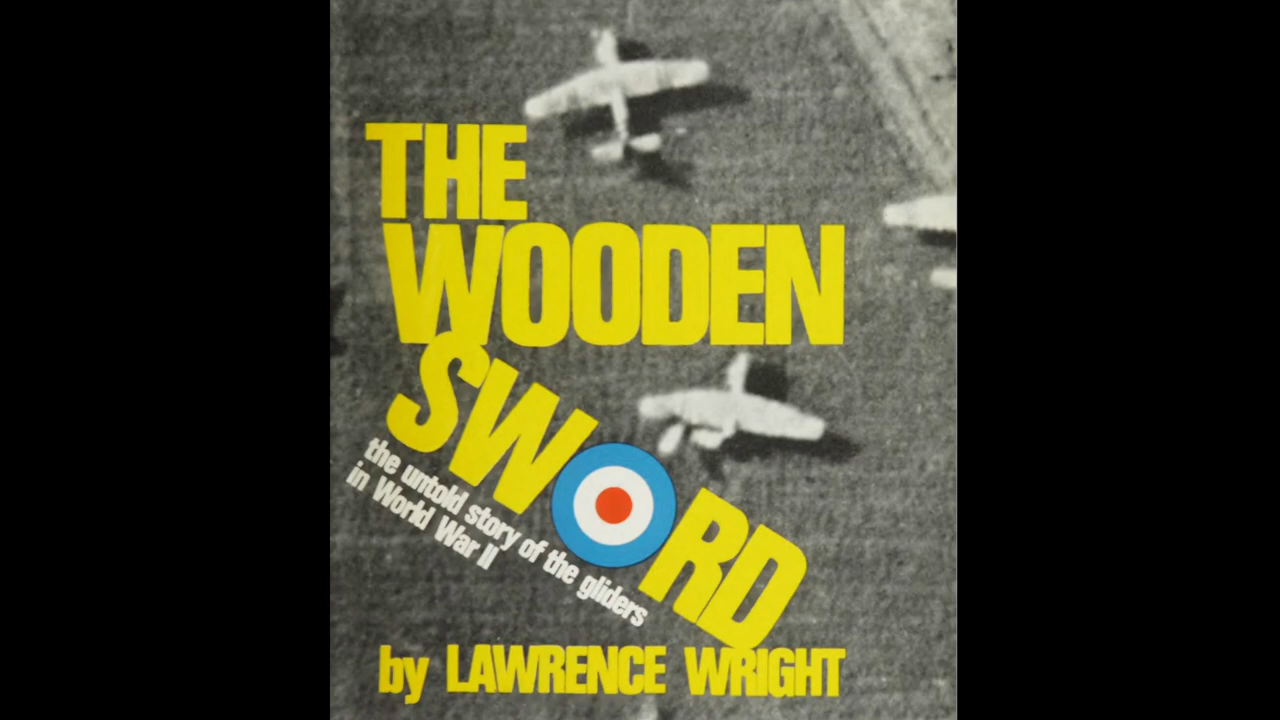 THE
WOODEN
SWORD
the untold story of the gliders
in World War II
by LAWRENCE WRIGHT